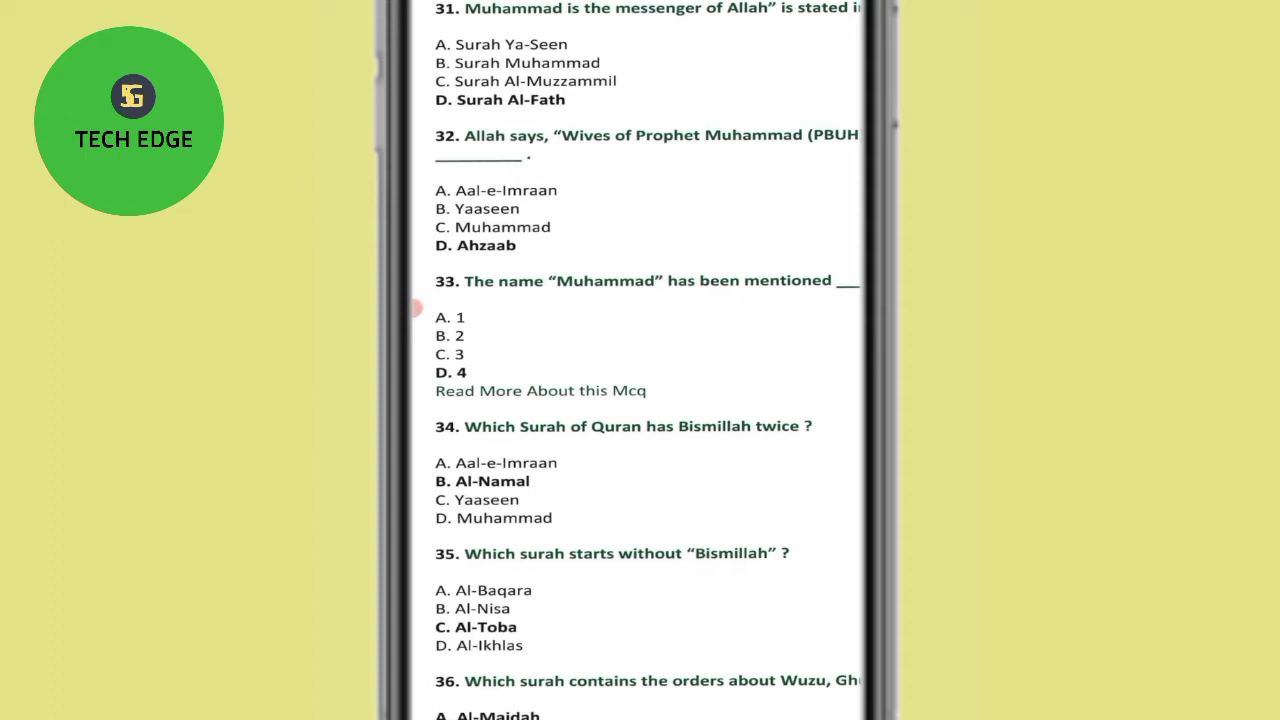 5G
TECH EDGE
31. Muhammad is the messenger of Allah” is stated i
A. Surah Ya-Seen
B. Surah Muhammad
C. Surah Al-Muzzammil
D. Surah Al-Fath
32. Allah says, “Wives of Prophet Muhammad (PBUH
__________ .
A. Aal-e-Imraan
B. Yaaseen
C. Muhammad
D. Ahzaab
33. The name “Muhammad” has been mentioned ___
A. 1
B. 2
C. 3
D. 4
Read More About this Mcq
34. Which Surah of Quran has Bismillah twice ?
A. Aal-e-Imraan
B. Al-Namal
C. Yaaseen
D. Muhammad
35. Which surah starts without “Bismillah” ?
A. Al-Baqara
B. Al-Nisa
C. Al-Toba
D. Al-Ikhlas
36. Which surah contains the orders about Wuzu, Gh
A. Al-Maidah